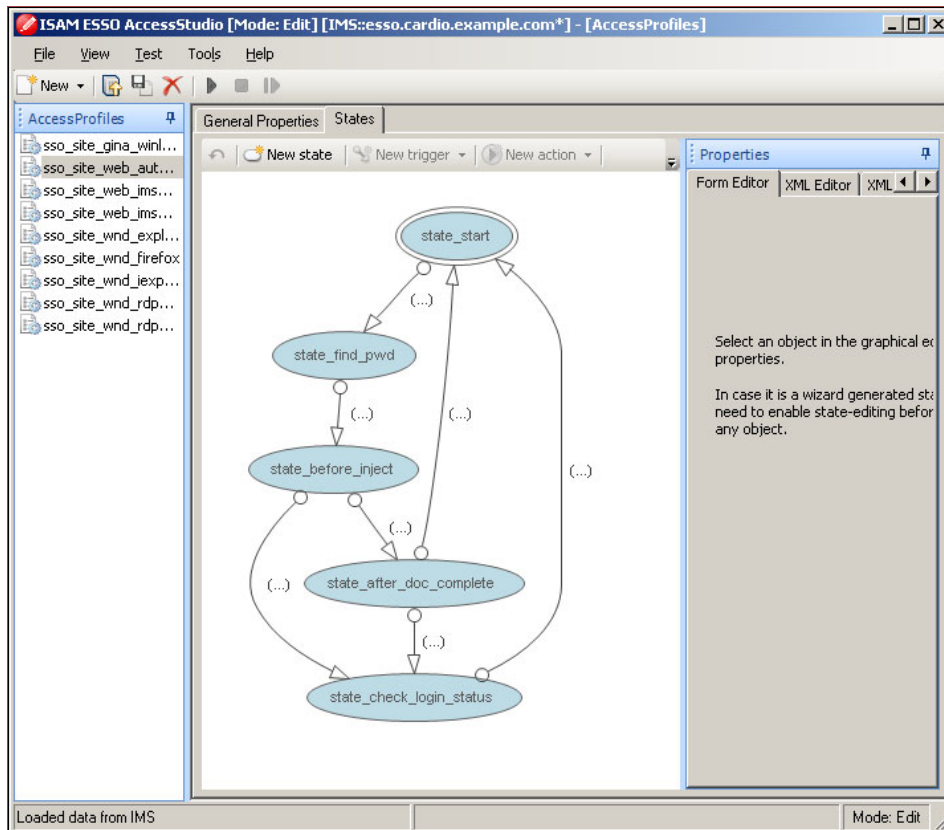 ISAM ESSO AccessStudio [Mode: Edit] [IMS::esso.cardio.example.com*] - [AccessProfiles]
File View Test Tools Help
New
AccessProfiles
sso_site_gina_winl...
sso_site_web_aut...
sso_site_web_ims...
sso_site_web_ims...
sso_site_wnd_expl...
sso_site_wnd_firefox
sso_site_wnd_iexp...
sso_site_wnd_rdp...
sso_site_wnd_rdp...
General Properties States
New state New trigger New action
state_start
(...)
state_find_pwd
(...)
(...)
state_before_inject
(...)
(...)
(...)
state_after_doc_complete
(...)
state_check_login_status
Properties
Form Editor XML Editor XML
Select an object in the graphical
properties.
In case it is a wizard generated
need to enable state-editing
any object.
Loaded data from IMS
Mode: Edit